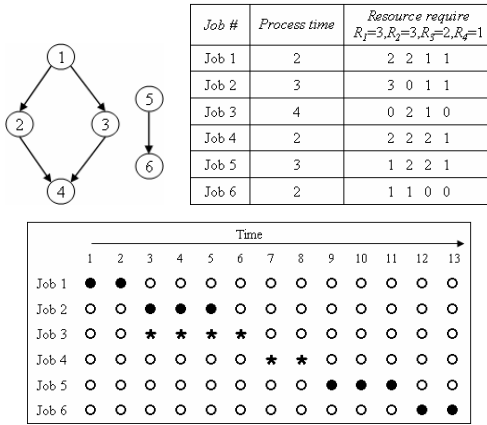 1
2
3
4
5
6
Job # Process time Resource require
R1=3,R2=3,R3=2,R4=1
Job 1 2 2 2 1 1
Job 2 3 3 0 1 1
Job 3 4 0 2 1 0
Job 4 2 2 2 2 1
Job 5 3 1 2 2 1
Job 6 2 1 1 0 0
Time
1 2 3 4 5 6 7 8 9 10 11 12 13
Job 1
Job 2
Job 3
Job 4
Job 5
Job 6